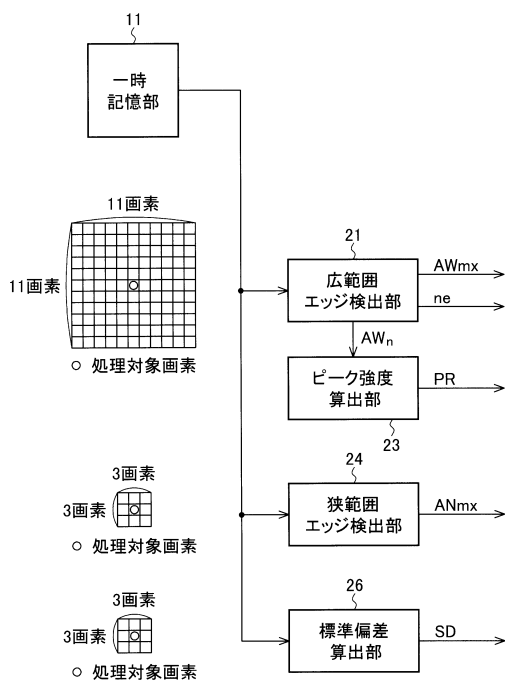 11
一時
記憶部
11画素
11画素
○ 処理対象画素
21
広範囲
エッジ検出部
AWmx
ne
AWn
ピーク強度
算出部
PR
23
3画素
3画素
○ 処理対象画素
24
狭範囲
エッジ検出部
ANmx
3画素
3画素
○ 処理対象画素
26
標準偏差
算出部
SD